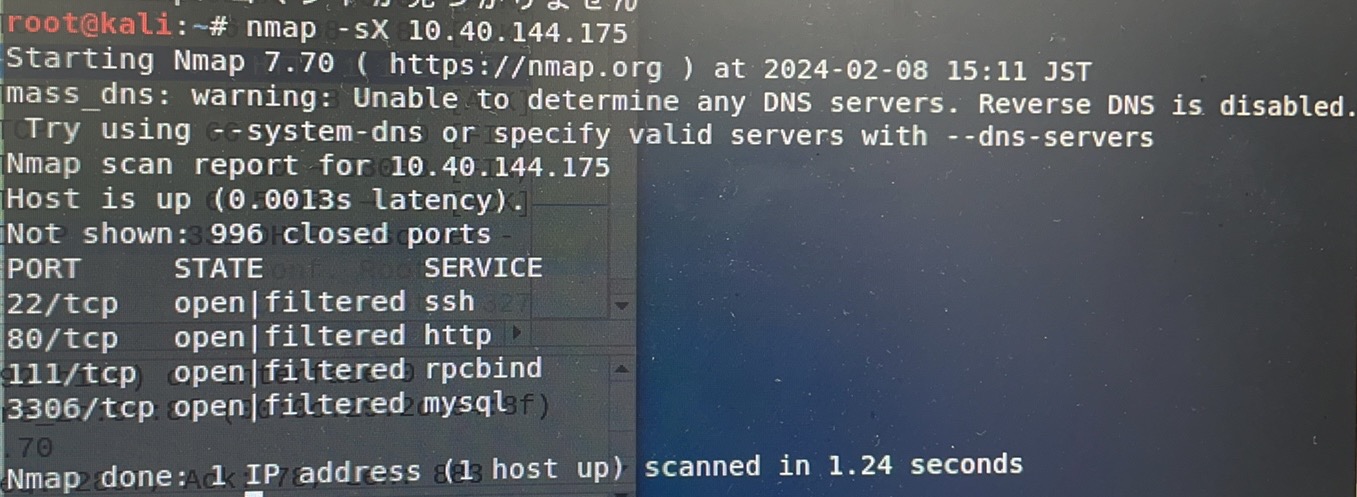 root@kali:~# nmap -sX 10.40.144.175
Starting Nmap 7.70 ( https://nmap.org ) at 2024-02-08 15:11 JST
mass_dns: warning: Unable to determine any DNS servers. Reverse DNS is disabled.
 Try using --system-dns or specify valid servers with --dns-servers
Nmap scan report for 10.40.144.175
Host is up (0.0013s latency).
Not shown: 996 closed ports
PORT     STATE         SERVICE
22/tcp   open|filtered ssh
80/tcp   open|filtered http
111/tcp  open|filtered rpcbind
3306/tcp open|filtered mysql
.70
Nmap done: 1 IP address (1 host up) scanned in 1.24 seconds